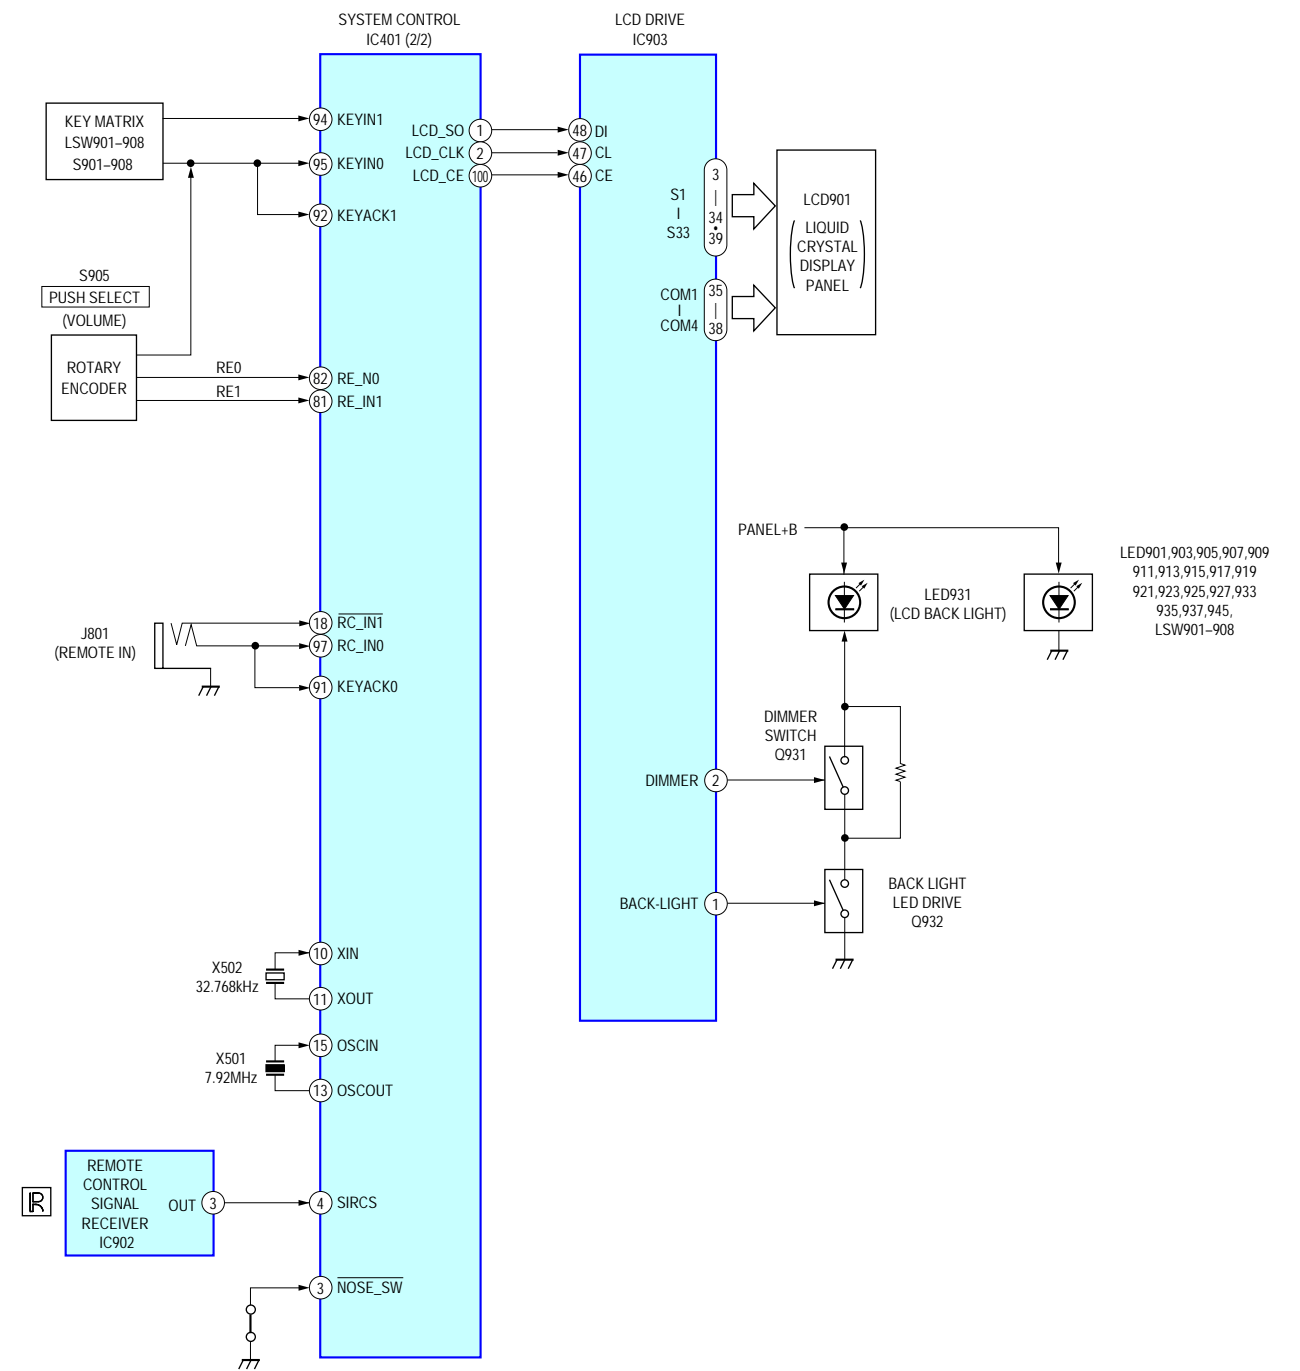 SYSTEM CONTROL
IC401 (2/2)
LCD DRIVE
IC903
KEY MATRIX
LSW901–908
S901–908
94 KEYIN1
95 KEYIN0
92 KEYACK1
LCD_SO 1
LCD_CLK 2
LCD_CE 100
48 DI
47 CL
46 CE
S1
S33
3
34
39
COM1
COM4
35
38
LCD901
LIQUID
CRYSTAL
DISPLAY
PANEL
S905
PUSH SELECT
(VOLUME)
ROTARY
ENCODER
RE0
RE1
82 RE_N0
81 RE_IN1
PANEL+B
LED931
(LCD BACK LIGHT)
LED901,903,905,907,909
911,913,915,917,919
921,923,925,927,933
935,937,945,
LSW901–908
J801
(REMOTE IN)
18 RC_IN1
97 RC_IN0
91 KEYACK0
DIMMER
SWITCH
Q931
DIMMER 2
BACK-LIGHT 1
BACK LIGHT
LED DRIVE
Q932
X502
32.768kHz
10 XIN
11 XOUT
X501
7.92MHz
15 OSCIN
13 OSCOUT
R
REMOTE
CONTROL
SIGNAL
RECEIVER
IC902
OUT 3
4 SIRCS
3 NOSE_SW